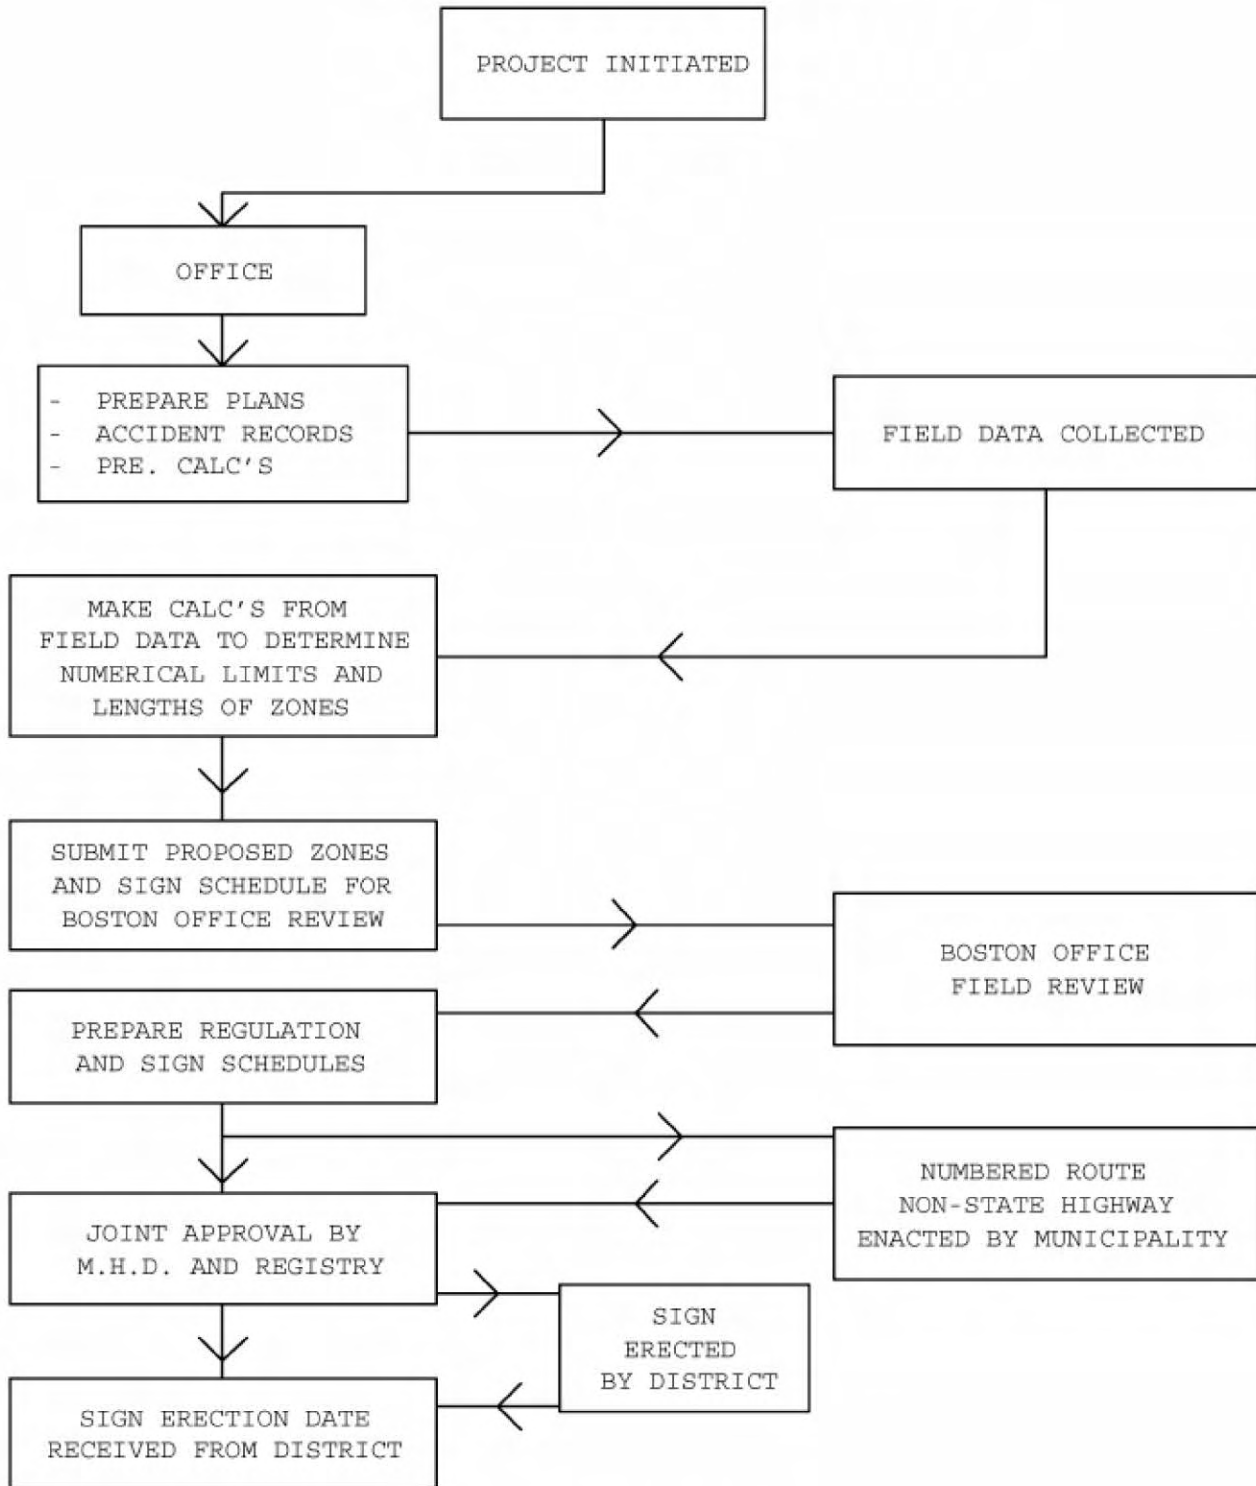 PROJECT INITIATED
OFFICE
- PREPARE PLANS
- ACCIDENT RECORDS
- PRE. CALC'S
FIELD DATA COLLECTED
MAKE CALC'S FROM
FIELD DATA TO DETERMINE
NUMERICAL LIMITS AND
LENGTHS OF ZONES
SUBMIT PROPOSED ZONES
AND SIGN SCHEDULE FOR
BOSTON OFFICE REVIEW
BOSTON OFFICE
FIELD REVIEW
PREPARE REGULATION
AND SIGN SCHEDULES
NUMBERED ROUTE
NON-STATE HIGHWAY
ENACTED BY MUNICIPALITY
JOINT APPROVAL BY
M.H.D. AND REGISTRY
SIGN
ERECTED
BY DISTRICT
SIGN ERECTION DATE
RECEIVED FROM DISTRICT